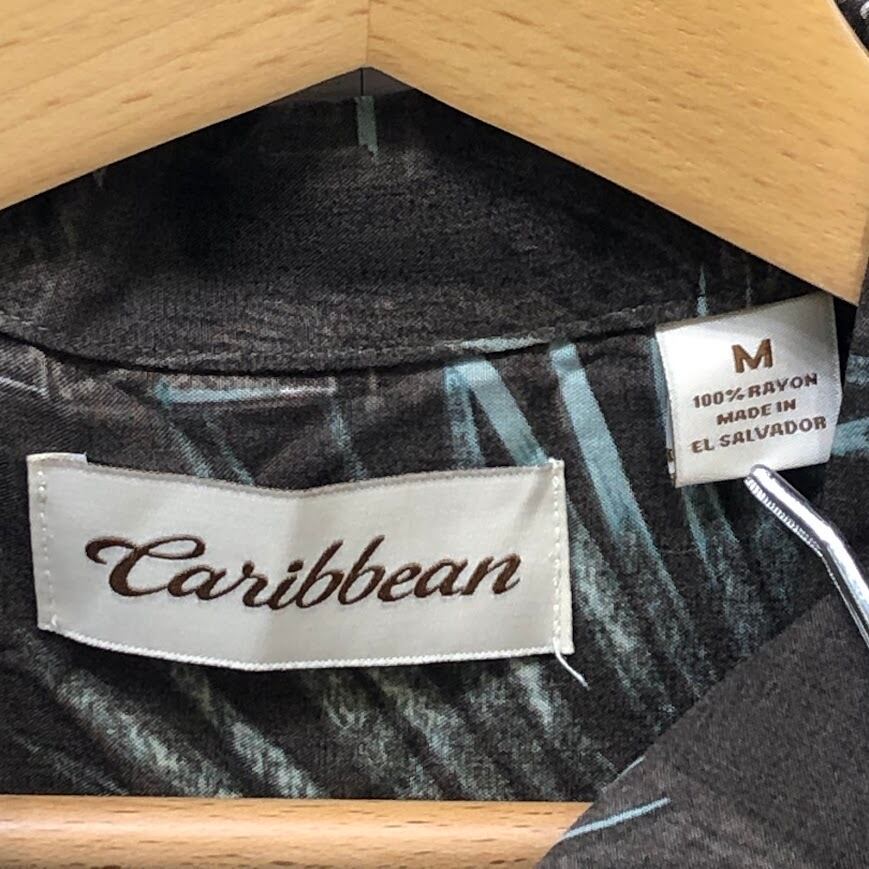 Caribbean
M
100% RAYON
MADE IN
EL SALVADOR